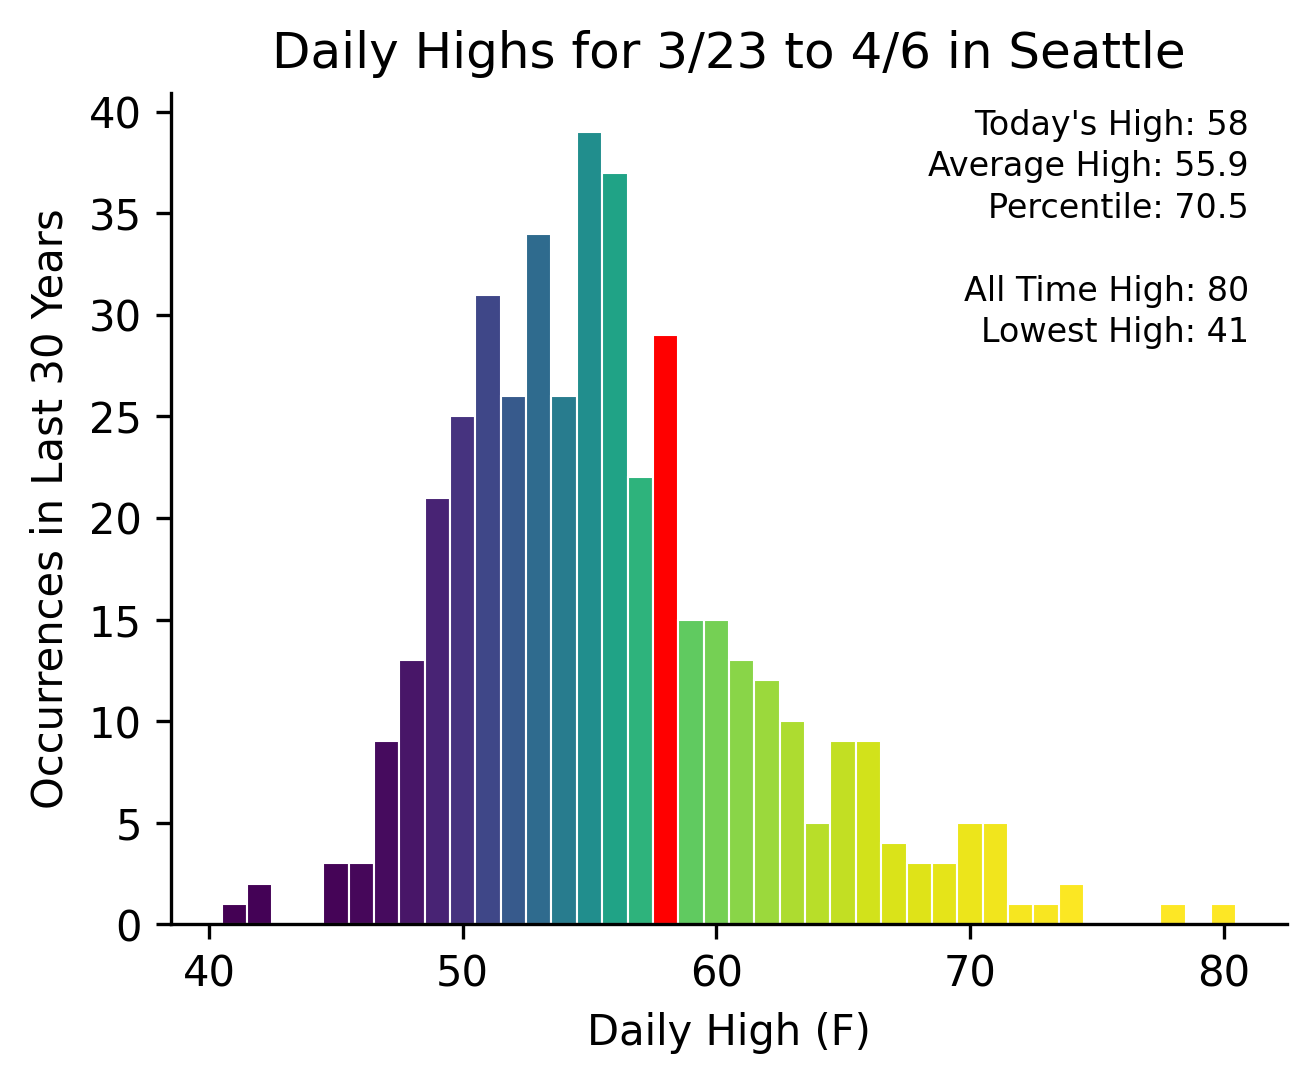 Daily Highs for 3/23 to 4/6 in Seattle
Today's High: 58
Average High: 55.9
Percentile: 70.5
All Time High: 80
Lowest High: 41
Occurrences in Last 30 Years
40
35
30
25
20
15
10
5
0
40 50 60 70 80
Daily High (F)